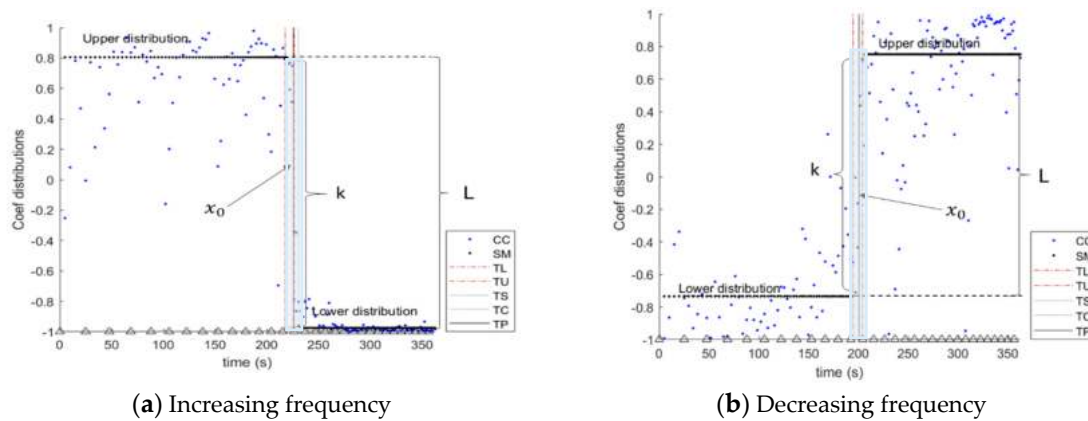 1
0.8
0.6
0.4
0.2
0
-0.2
-0.4
-0.6
-0.8
-1
Coef distributions
Upper distribution
Lower distribution
x₀
k
L
CC
SM
TL
TU
TS
TC
TP
0 50 100 150 200 250 300 350
time (s)
(a) Increasing frequency
1
0.8
0.6
0.4
0.2
0
-0.2
-0.4
-0.6
-0.8
-1
Coef distributions
Upper distribution
Lower distribution
k
x₀
L
CC
SM
TL
TU
TS
TC
TP
0 50 100 150 200 250 300 350
time (s)
(b) Decreasing frequency